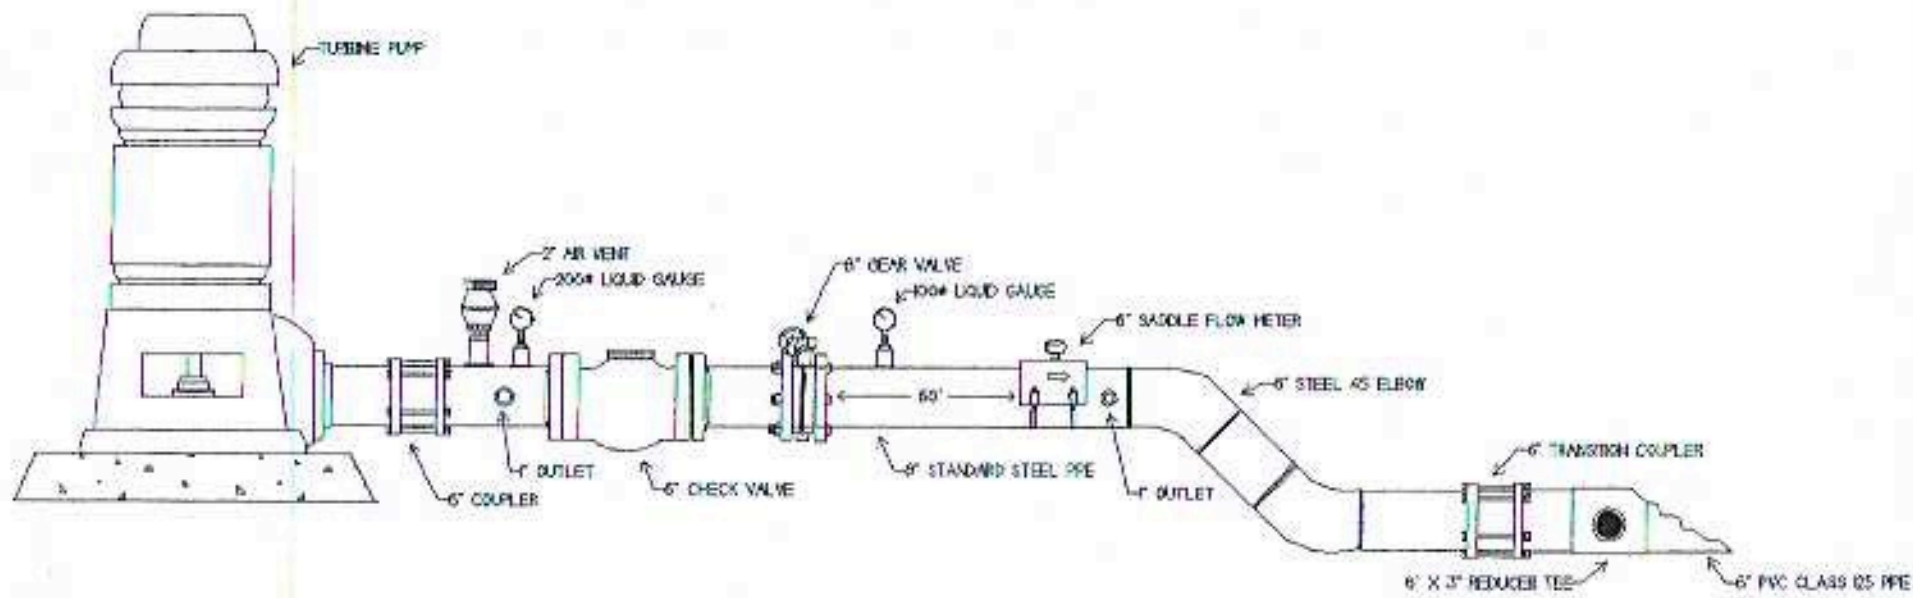 TURBINE PUMP
2" AIR VENT
200# LIQUID GAUGE
6" GEAR VALVE
100# LIQUID GAUGE
6" SADDLE FLOW METER
60"
6" STEEL 45 ELBOW
1" OUTLET
6" COUPLER
6" CHECK VALVE
6" STANDARD STEEL PIPE
1" OUTLET
6" TRANSITION COUPLER
6" X 3" REDUCER TEE
6" PVC CLASS 125 PIPE